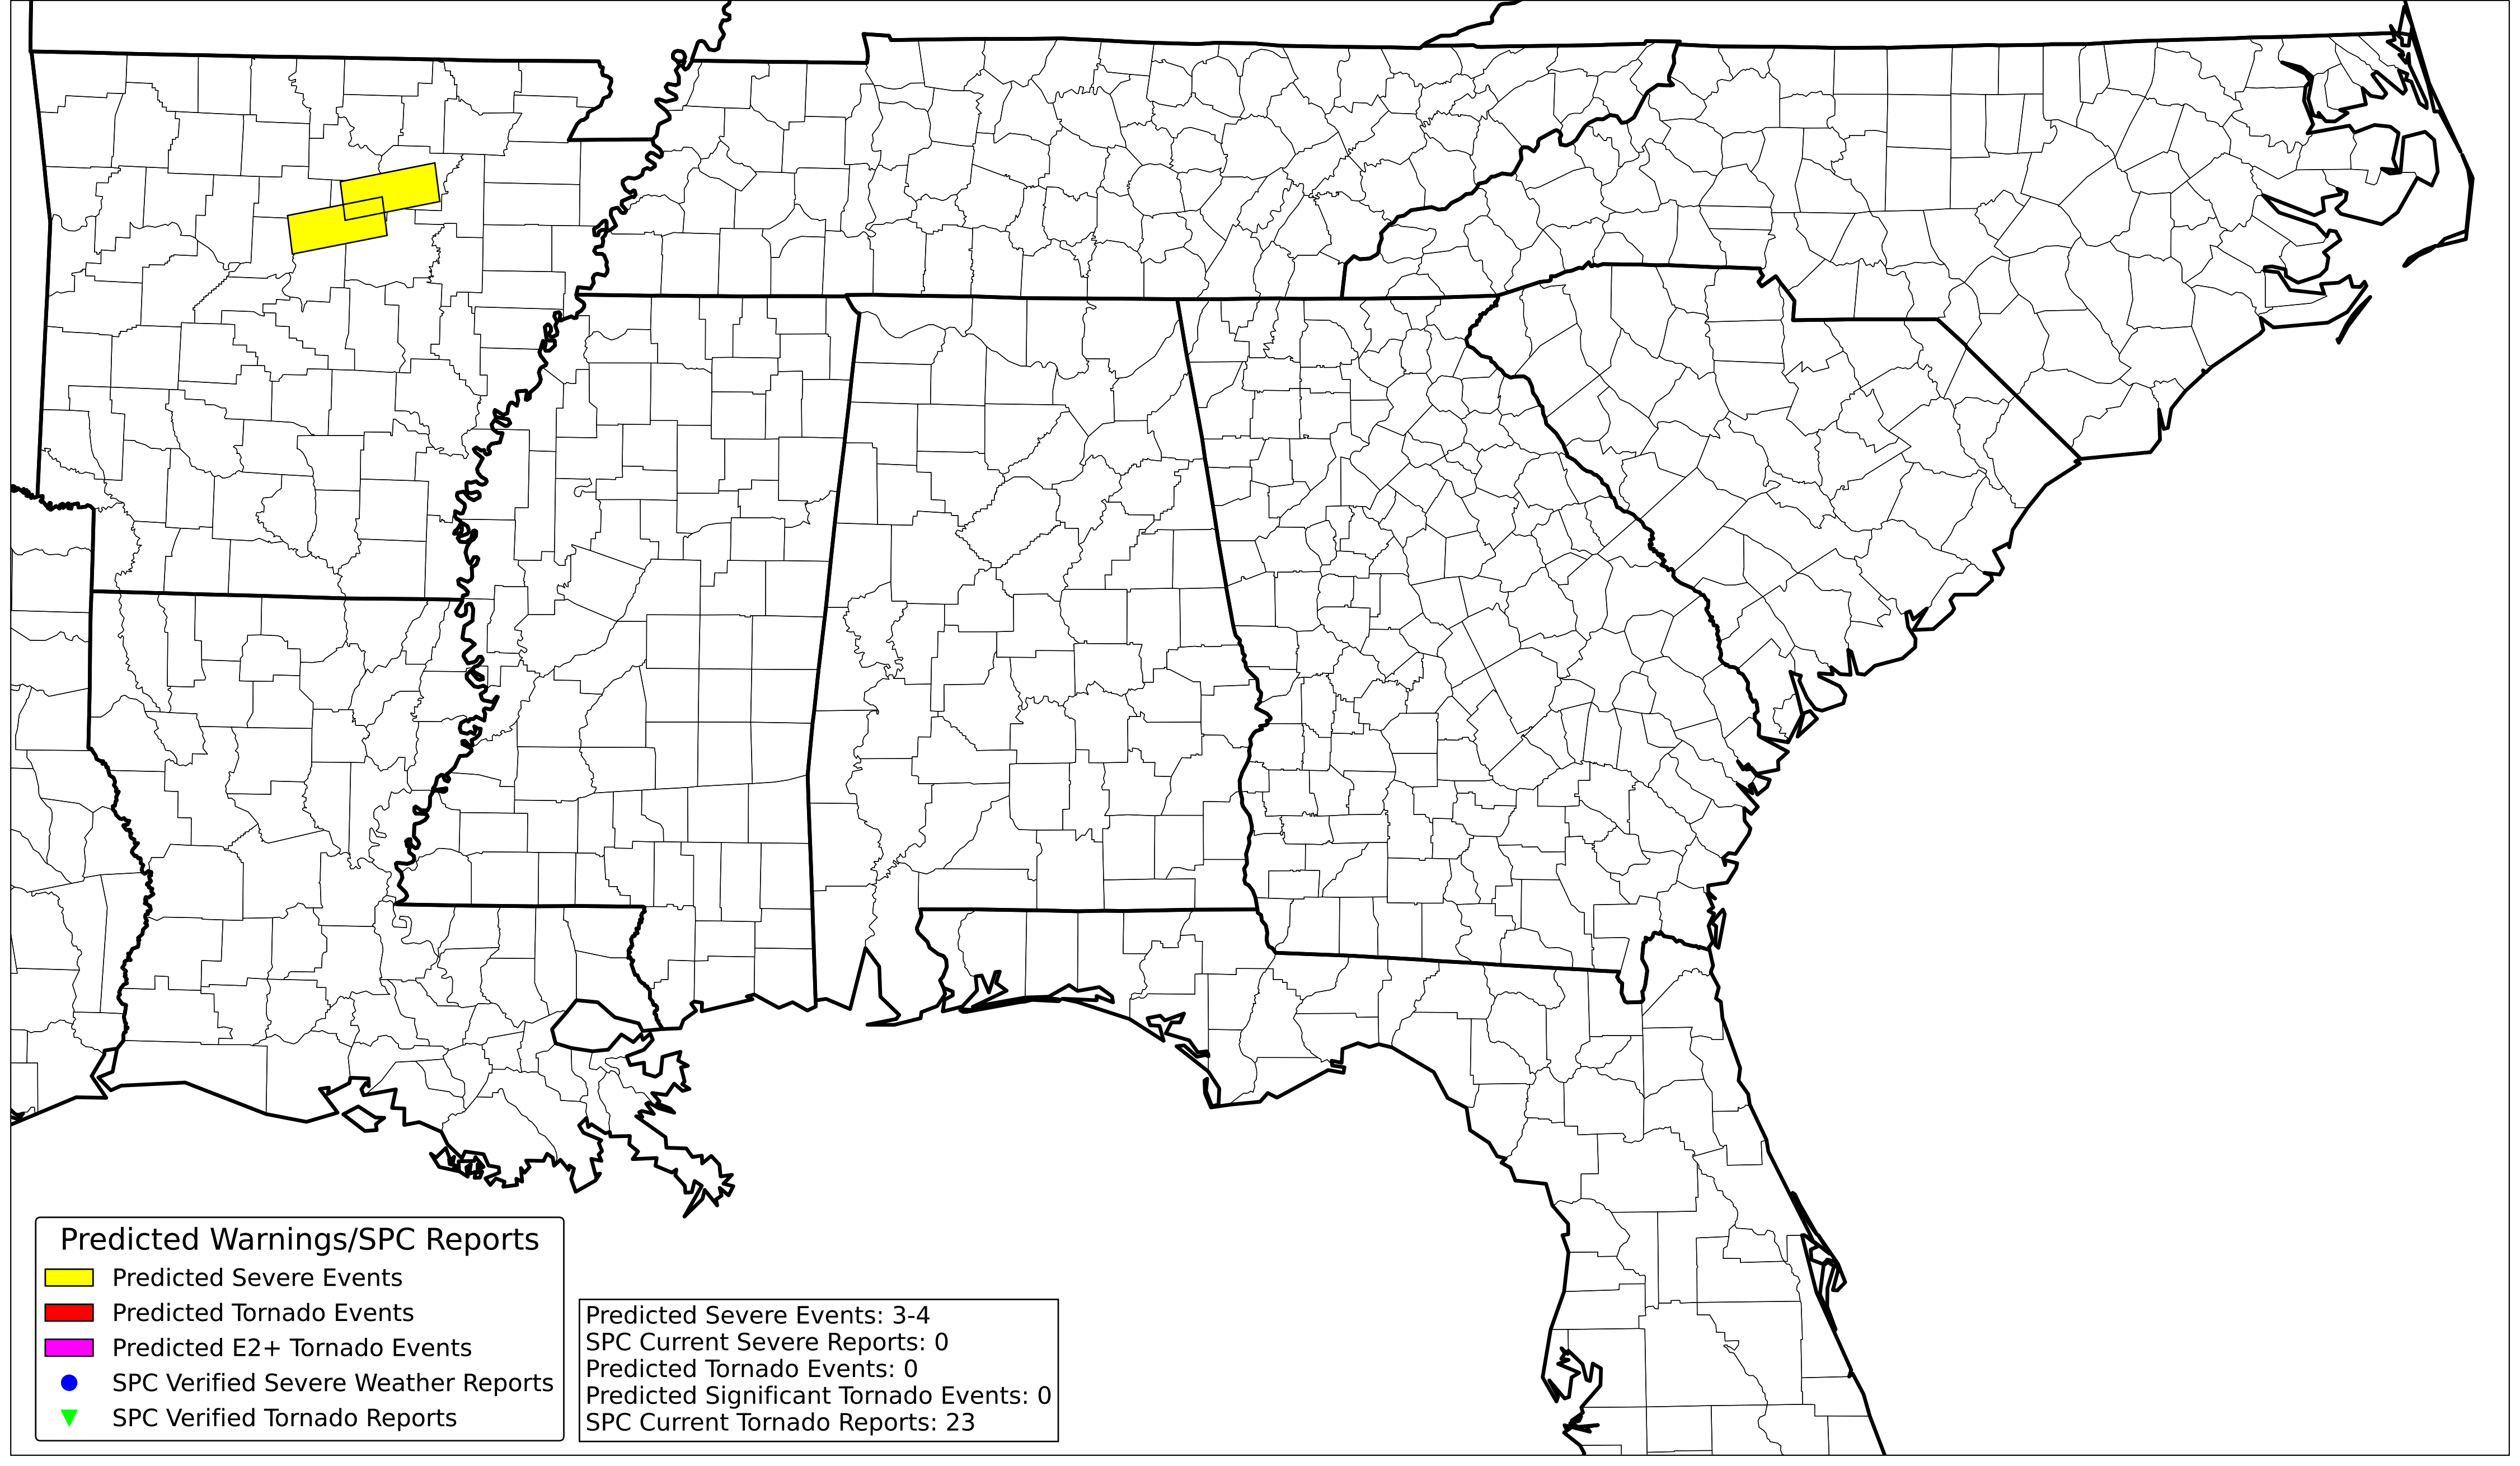 Predicted Warnings/SPC Reports
Predicted Severe Events
Predicted Tornado Events
Predicted E2+ Tornado Events
SPC Verified Severe Weather Reports
SPC Verified Tornado Reports
Predicted Severe Events: 3-4
SPC Current Severe Reports: 0
Predicted Tornado Events: 0
Predicted Significant Tornado Events: 0
SPC Current Tornado Reports: 23